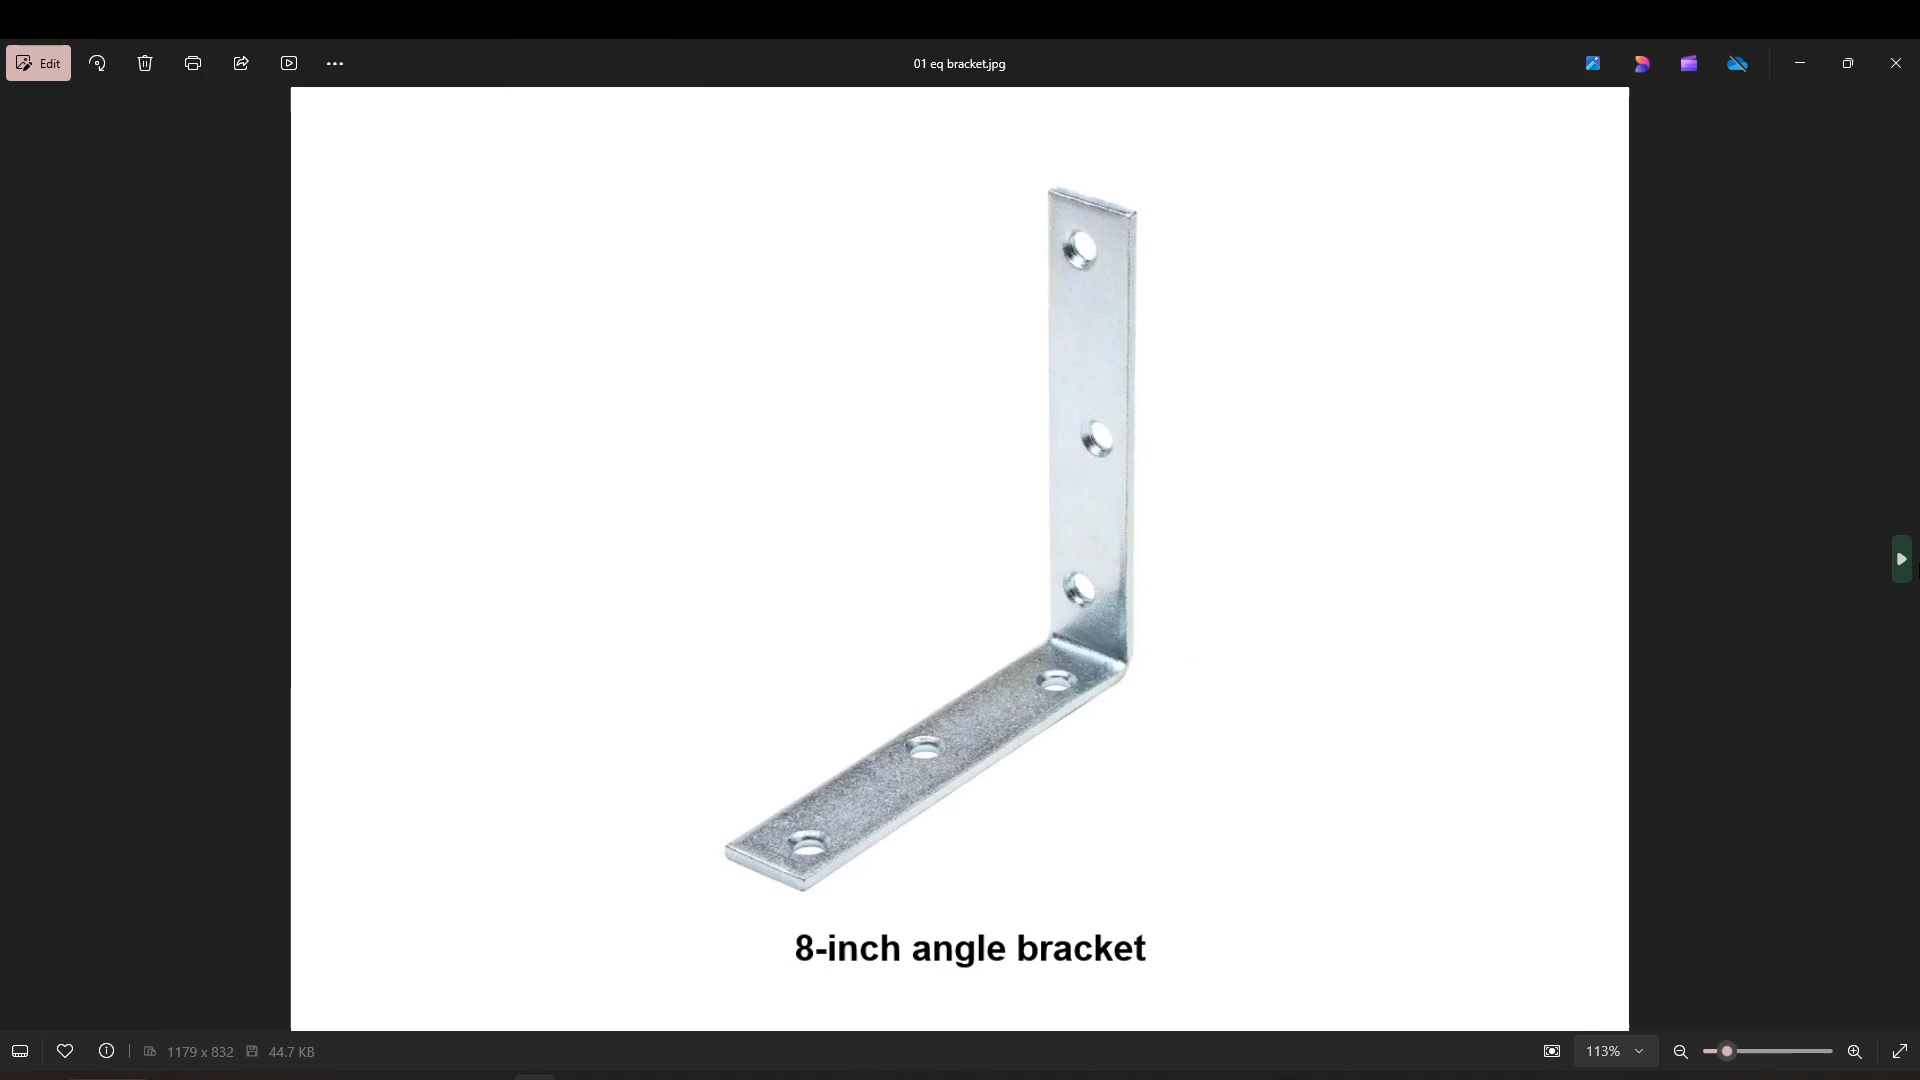 Edit
01 eq bracket.jpg
8-inch angle bracket
1179 x 832
44.7 KB
113%